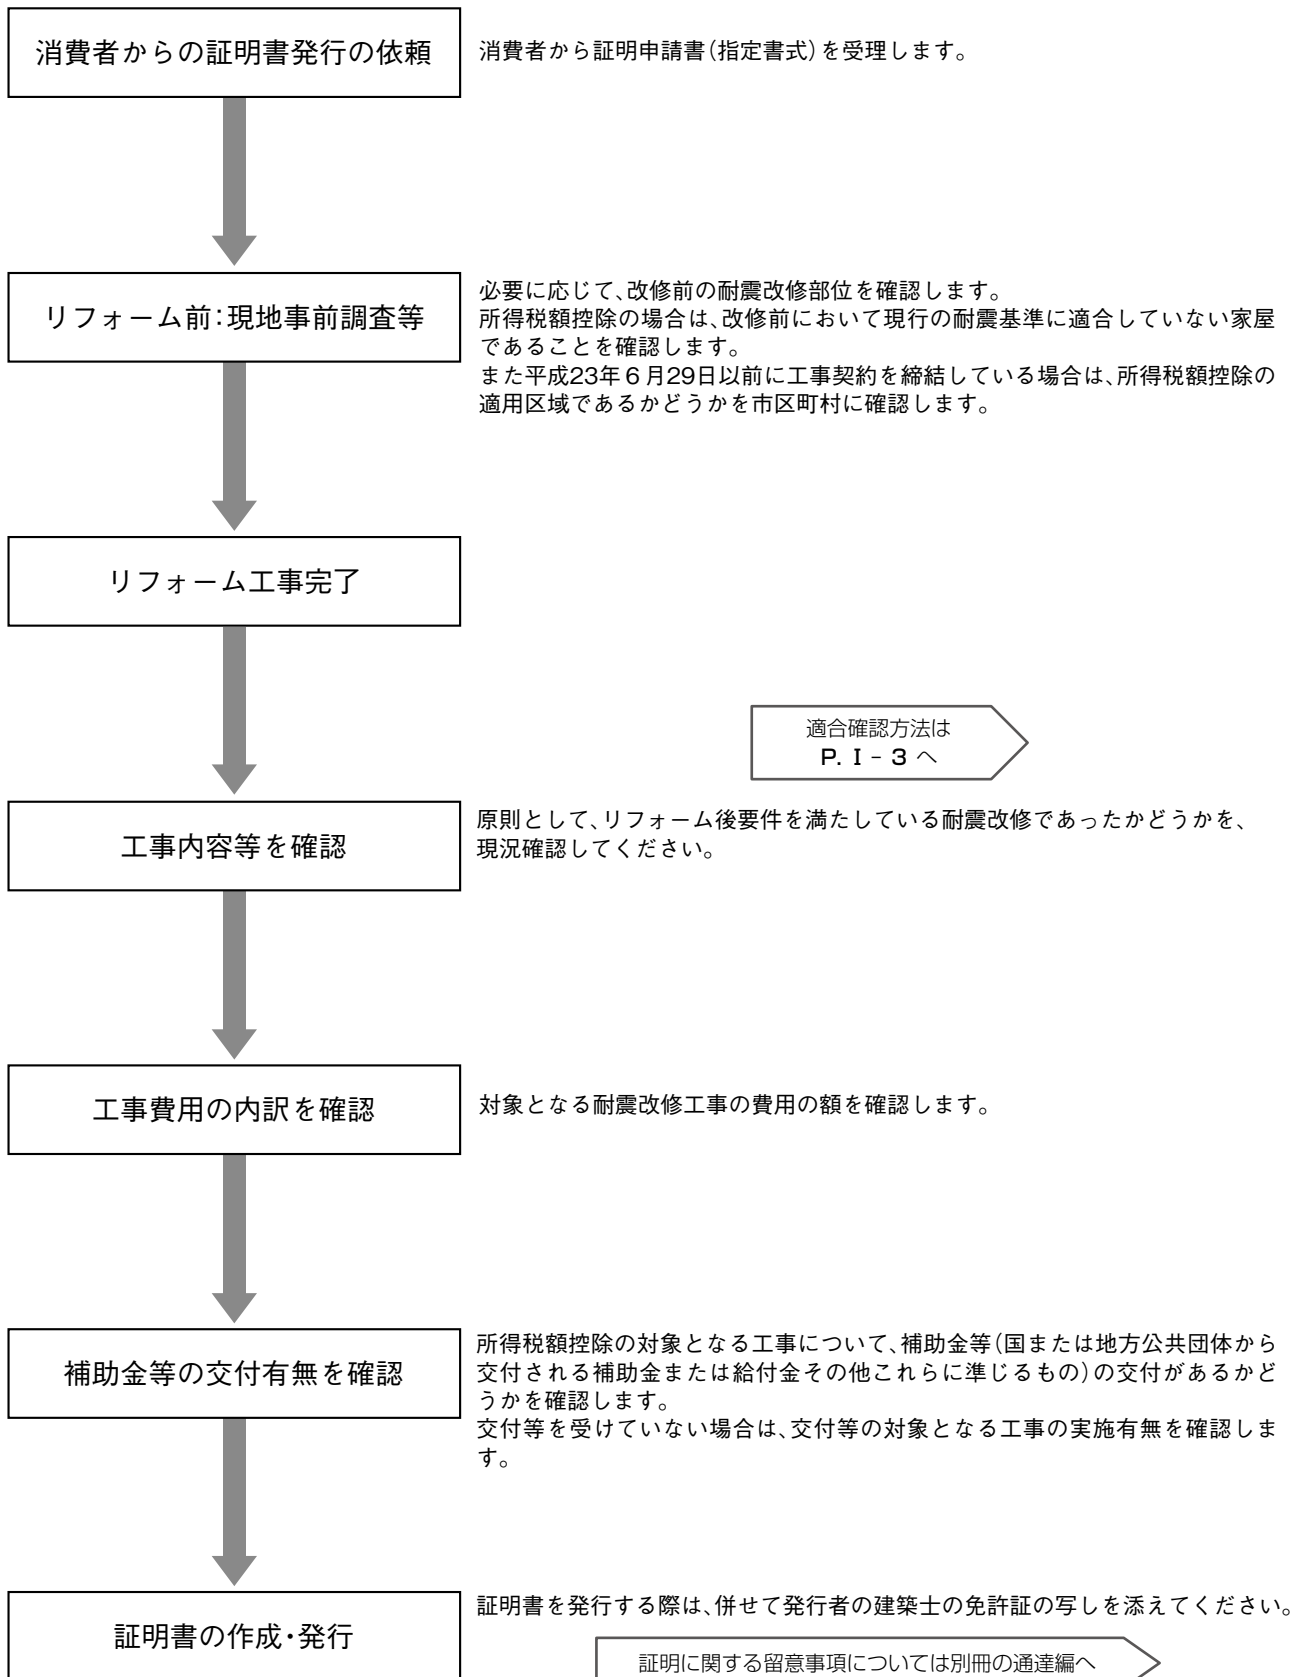 消費者からの証明書発行の依頼
消費者から証明申請書(指定書式)を受理します。
リフォーム前:現地事前調査等
必要に応じて、改修前の耐震改修部位を確認します。
所得税額控除の場合は、改修前において現行の耐震基準に適合していない家屋
であることを確認します。
また平成23年6月29日以前に工事契約を締結している場合は、所得税額控除の
適用区域であるかどうかを市区町村に確認します。
リフォーム工事完了
適合確認方法は
P. I - 3 へ
工事内容等を確認
原則として、リフォーム後要件を満たしている耐震改修であったかどうかを、
現況確認してください。
工事費用の内訳を確認
対象となる耐震改修工事の費用の額を確認します。
補助金等の交付有無を確認
所得税額控除の対象となる工事について、補助金等(国または地方公共団体から
交付される補助金または給付金その他これらに準じるもの)の交付があるかど
うかを確認します。
交付等を受けていない場合は、交付等の対象となる工事の実施有無を確認しま
す。
証明書の作成・発行
証明書を発行する際は、併せて発行者の建築士の免許証の写しを添えてください。
証明に関する留意事項については別冊の通達編へ